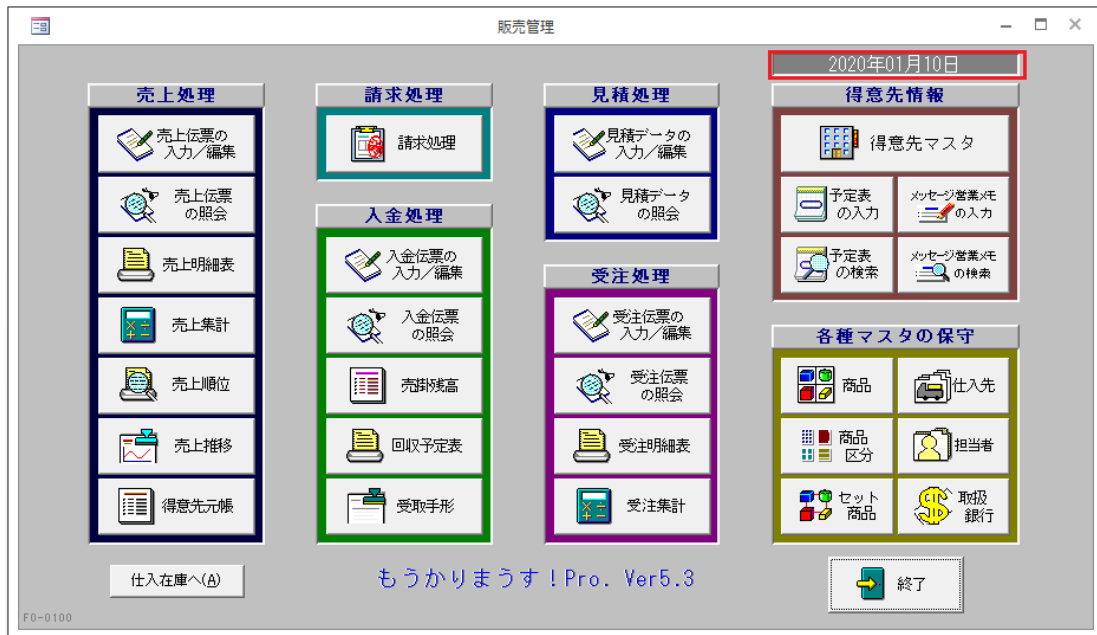 販売管理
2020年01月10日
売上処理
売上伝票の
入力／編集
売上伝票
の照会
売上明細表
売上集計
売上順位
売上推移
得意先元帳
請求処理
請求処理
入金処理
入金伝票の
入力／編集
入金伝票
の照会
売掛残高
回収予定表
受取手形
見積処理
見積データの
入力／編集
見積データ
の照会
受注処理
受注伝票の
入力／編集
受注伝票
の照会
受注明細表
受注集計
得意先情報
得意先マスタ
予定表
の入力
メッセージ営業メモ
の入力
予定表
の検索
メッセージ営業メモ
の検索
各種マスタの保守
商品
仕入先
商品
区分
担当者
セット
商品
取扱
銀行
仕入在庫へ(A)
もうかりまうす！Pro. Ver5.3
終了
F0-0100